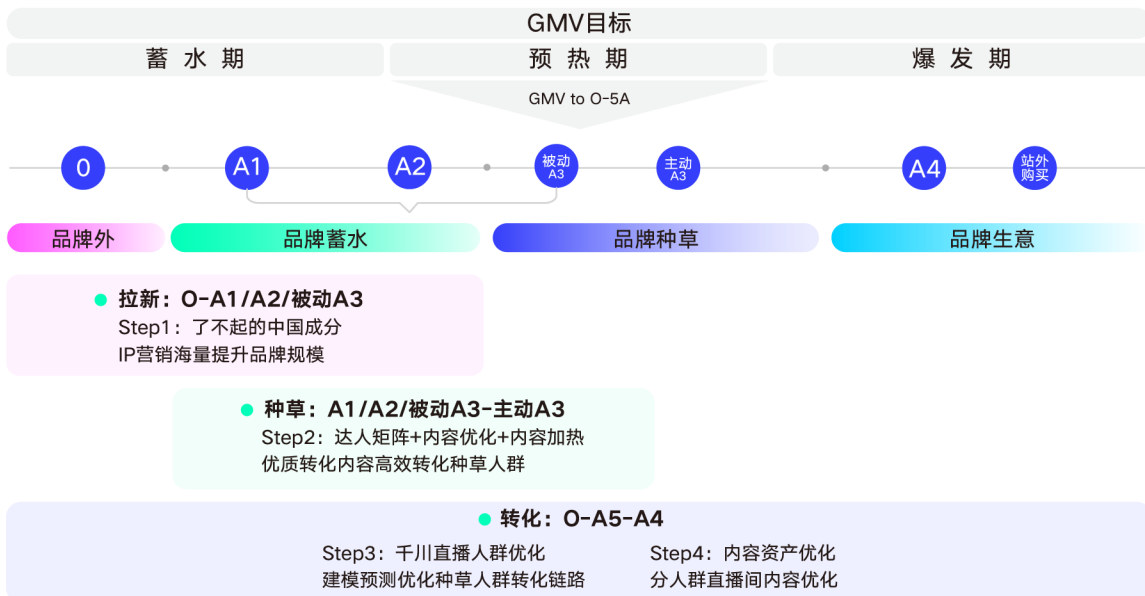 GMV目标
蓄水期 预热期 爆发期
GMV to O-5A
O A1 A2 被动A3 主动A3 A4 站外购买
品牌外 品牌蓄水 品牌种草 品牌生意
拉新：O-A1/A2/被动A3
Step1：了不起的中国成分
IP营销海量提升品牌规模
种草：A1/A2/被动A3-主动A3
Step2：达人矩阵+内容优化+内容加热
优质转化内容高效转化种草人群
转化：O-A5-A4
Step3：千川直播人群优化 Step4：内容资产优化
建模预测优化种草人群转化链路 分人群直播间内容优化